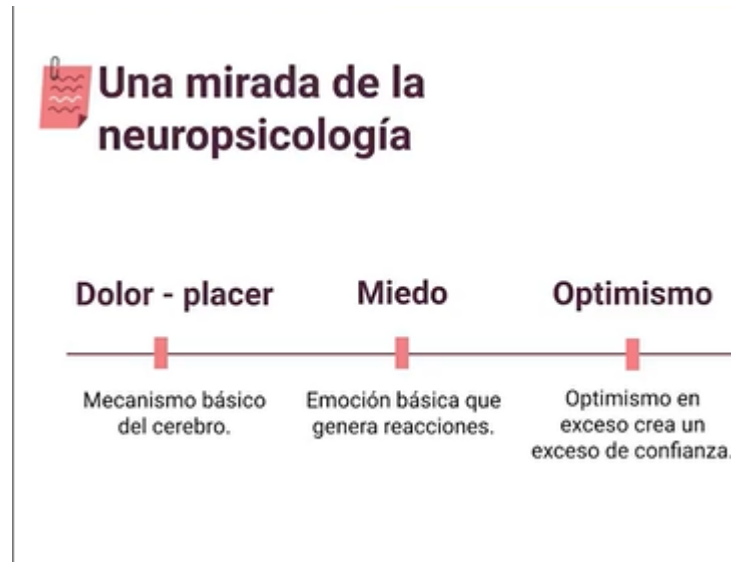 Una mirada de la
neuropsicología
Dolor - placer
Mecanismo básico
del cerebro.
Miedo
Emoción básica que
genera reacciones.
Optimismo
Optimismo en
exceso crea un
exceso de confianza.